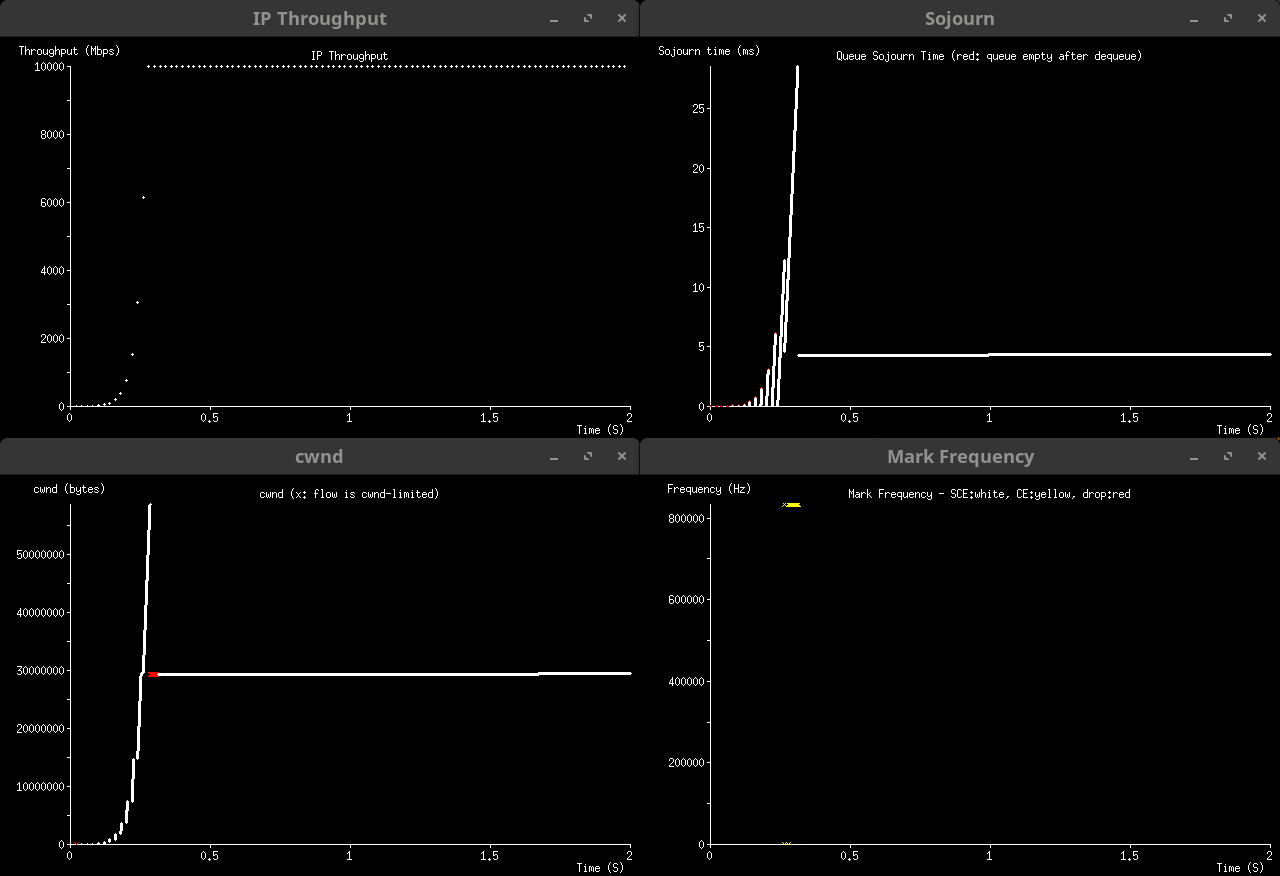 IP Throughput
Throughput (Mbps)
IP Throughput
10000
8000
6000
4000
2000
0
0
0.5
1
1.5
2
Time (S)
Sojourn
Sojourn time (ms)
Queue Sojourn Time (red: queue empty after dequeue)
25
20
15
10
5
0
0
0.5
1
1.5
2
Time (S)
cwnd
cwnd (bytes)
cwnd (x: flow is cwnd-limited)
50000000
40000000
30000000
20000000
10000000
0
0
0.5
1
1.5
2
Time (S)
Mark Frequency
Frequency (Hz)
Mark Frequency - SCE:white, CE:yellow, drop:red
800000
600000
400000
200000
0
0
0.5
1
1.5
2
Time (S)